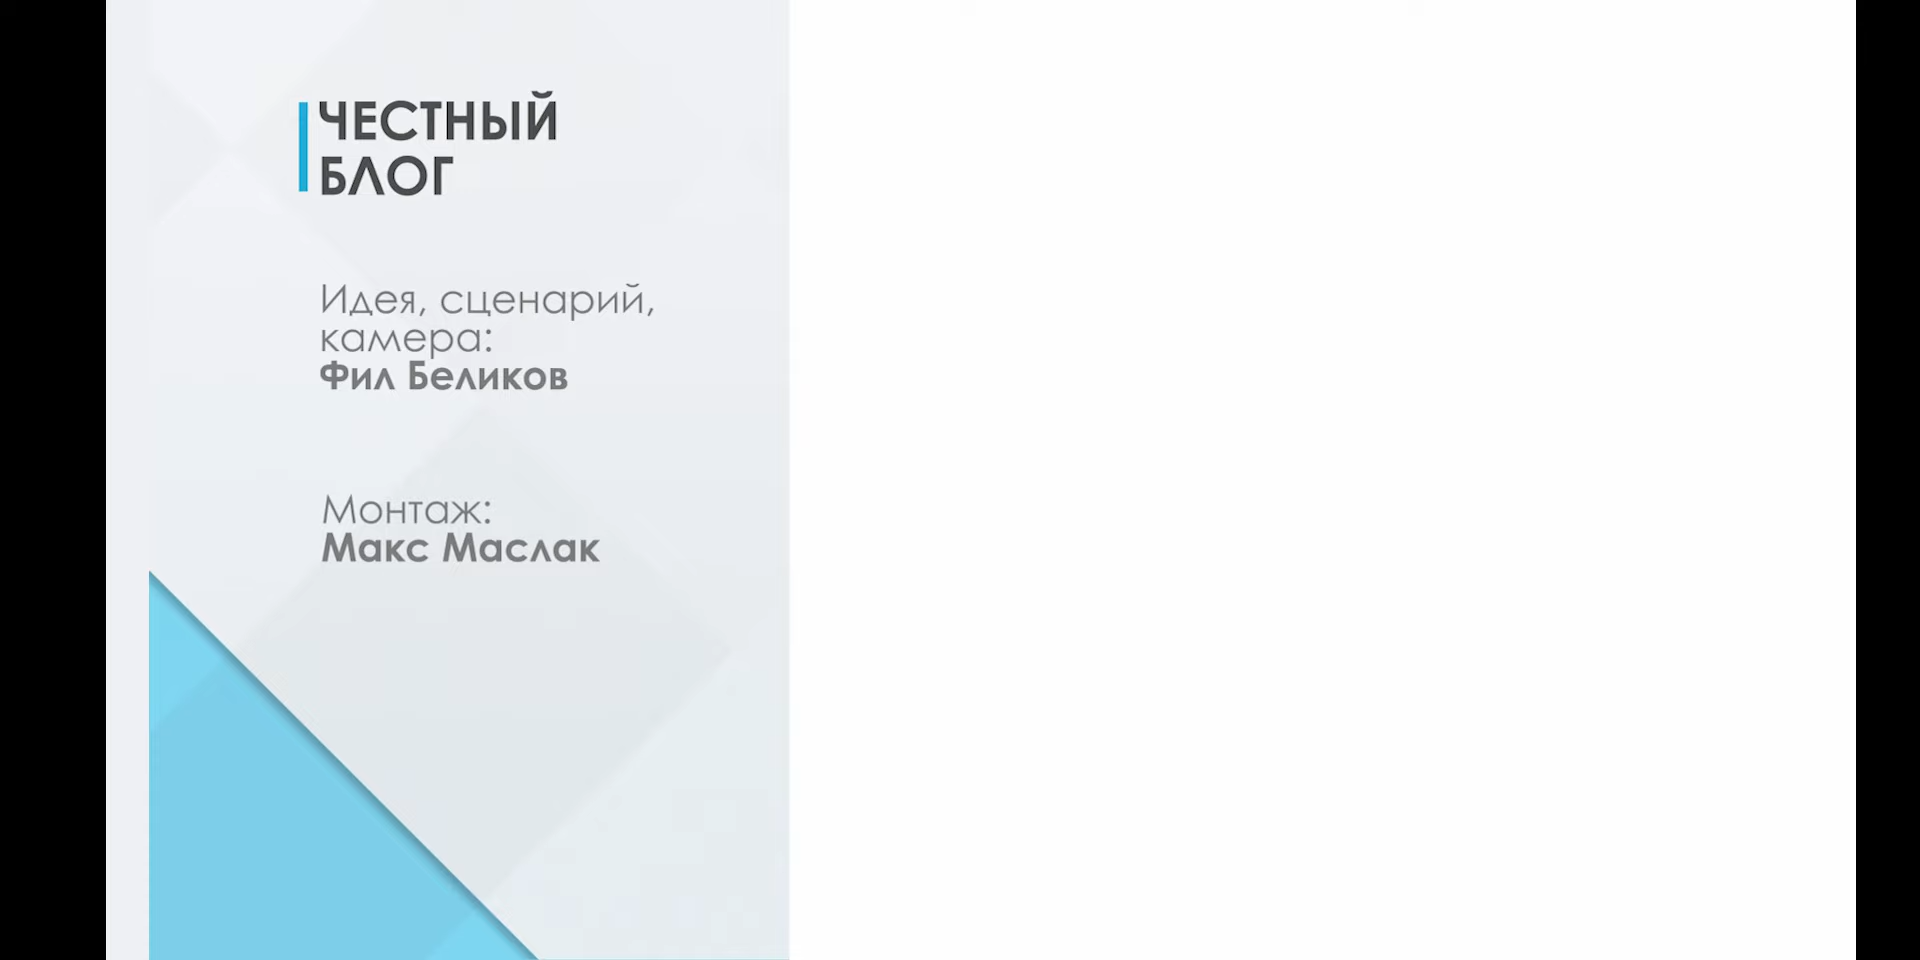 ЧЕСТНЫЙ
БЛОГ
Идея, сценарий,
камера:
Фил Беликов
Монтаж:
Макс Маслак